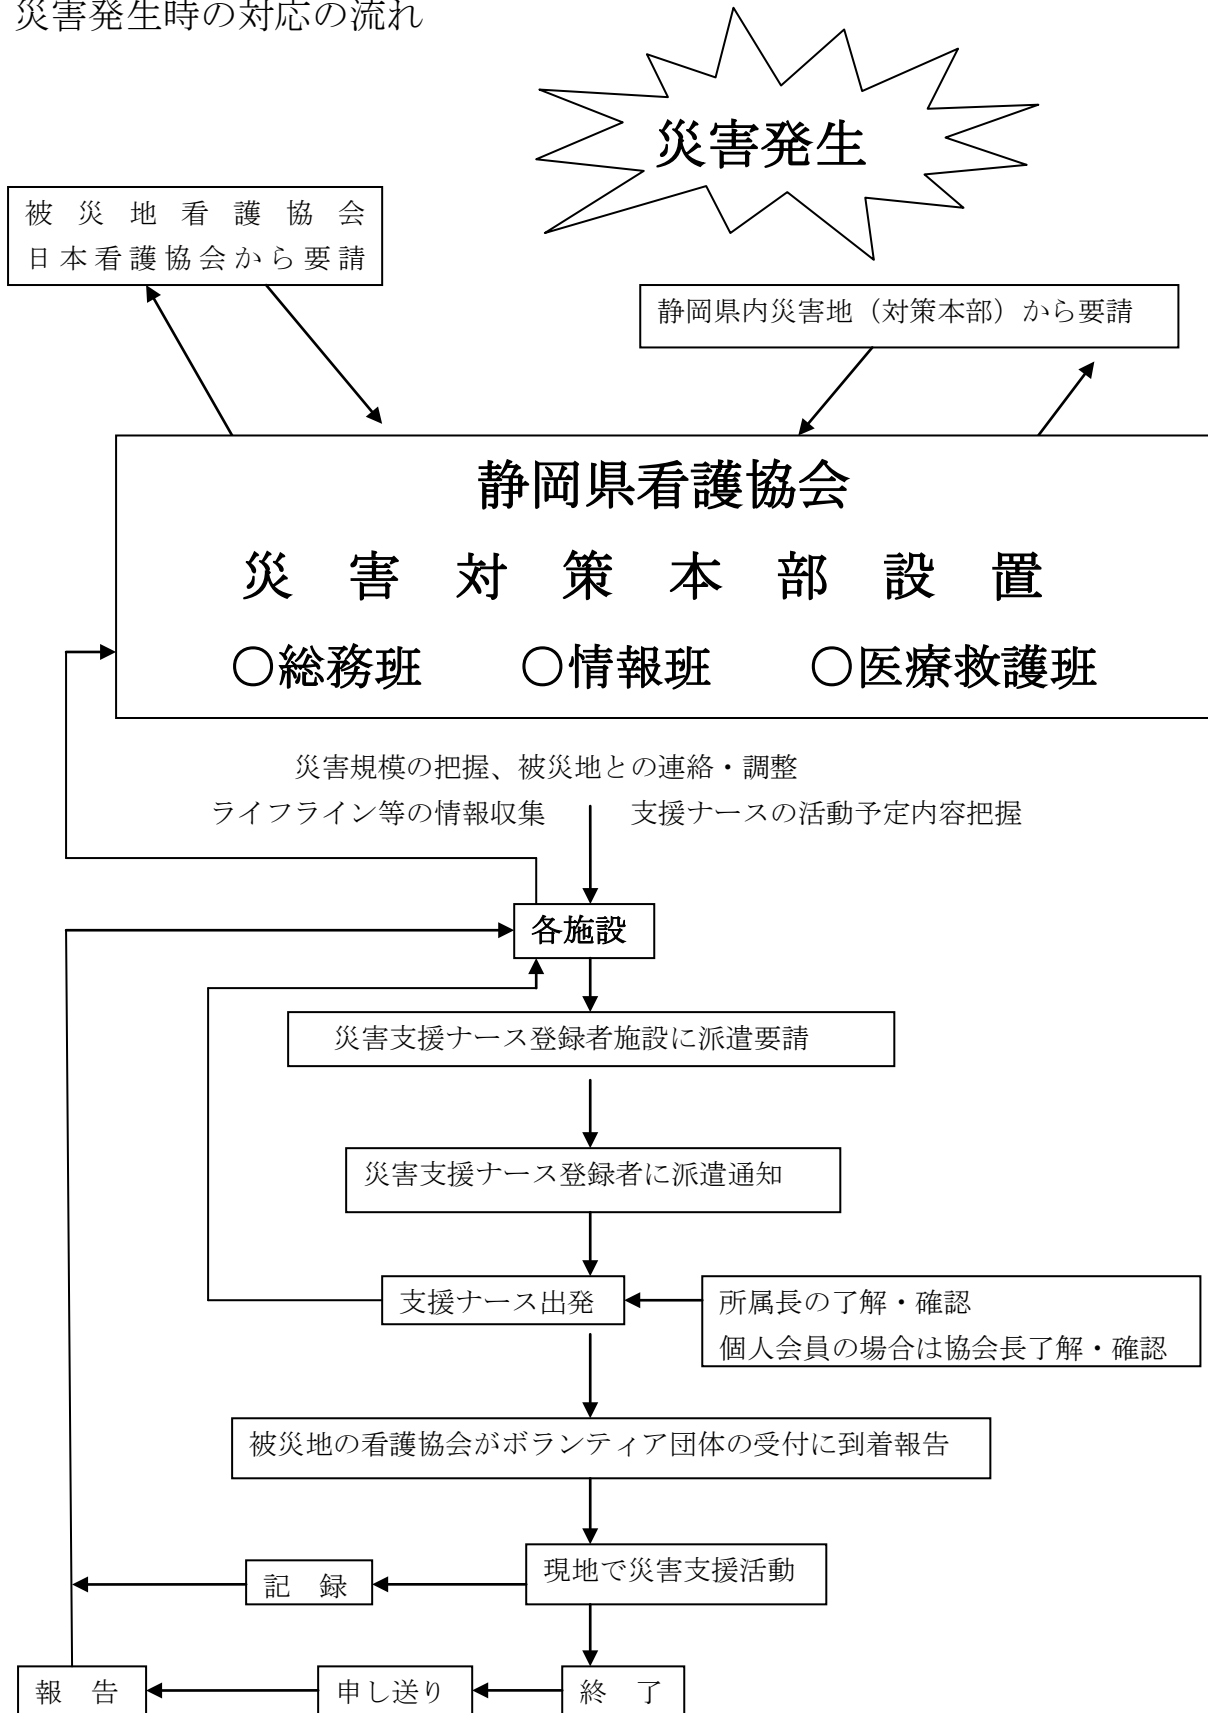 災害発生時の対応の流れ
災害発生
被災地看護協会
日本看護協会から要請
静岡県内災害地（対策本部）から要請
静岡県看護協会
災害対策本部設置
○総務班 ○情報班 ○医療救護班
災害規模の把握、被災地との連絡・調整
ライフライン等の情報収集 支援ナースの活動予定内容把握
各施設
災害支援ナース登録者施設に派遣要請
災害支援ナース登録者に派遣通知
支援ナース出発
所属長の了解・確認
個人会員の場合は協会長了解・確認
被災地の看護協会がボランティア団体の受付に到着報告
現地で災害支援活動
記 録
報 告
申し送り
終 了